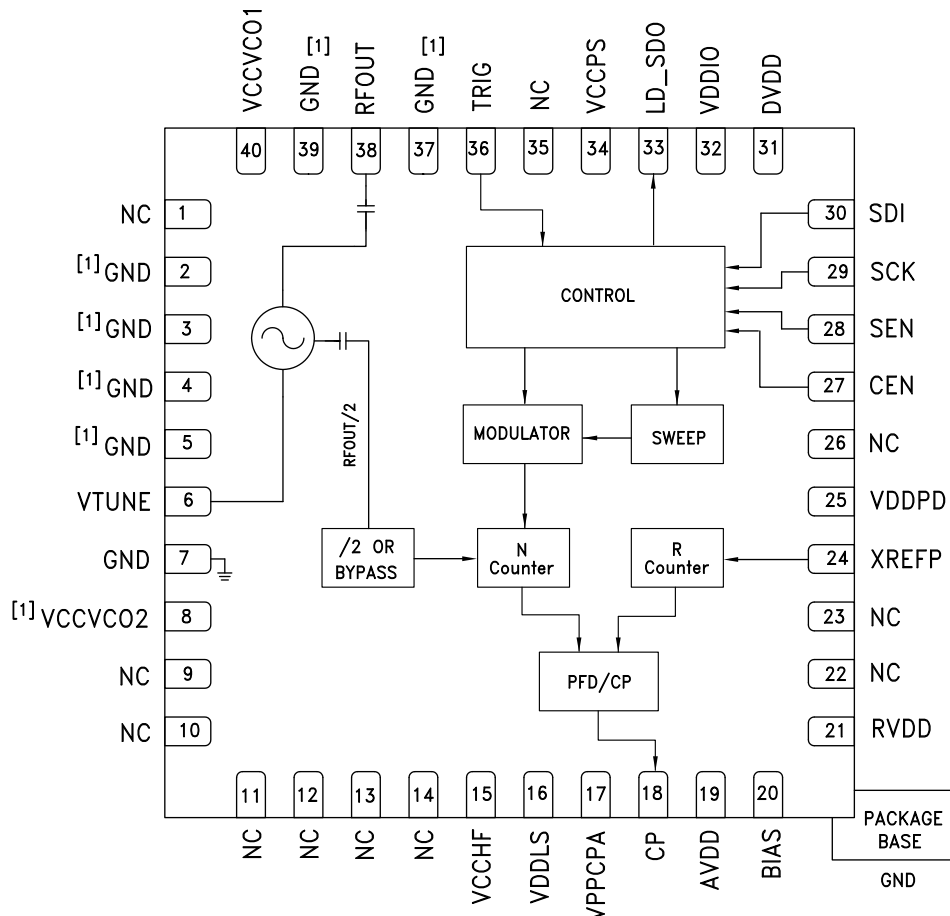 VCCVCO1
GND [1]
RFOUT
GND [1]
TRIG
NC
VCCPS
LD_SDO
VDDIO
DVDD
40
39
38
37
36
35
34
33
32
31
NC 1
[1] GND 2
[1] GND 3
[1] GND 4
[1] GND 5
VTUNE 6
GND 7
[1] VCCVCO2 8
NC 9
NC 10
30 SDI
29 SCK
28 SEN
27 CEN
26 NC
25 VDDPD
24 XREFP
23 NC
22 NC
21 RVDD
CONTROL
MODULATOR
SWEEP
RFOUT/2
/2 OR
BYPASS
N
Counter
R
Counter
PFD/CP
11
12
13
14
15
16
17
18
19
20
NC
NC
NC
NC
VCCHF
VDDLS
VPPCPA
CP
AVDD
BIAS
PACKAGE
BASE
GND